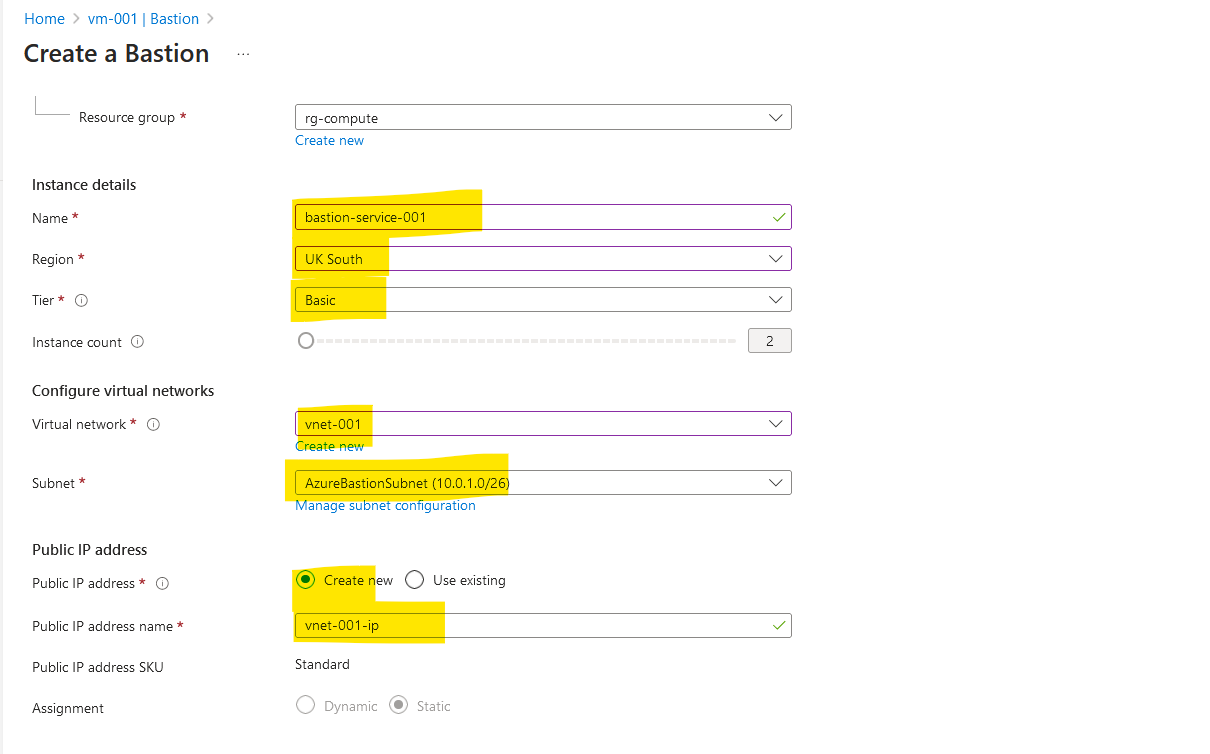 Home > vm-001 | Bastion >
Create a Bastion ...
Resource group * rg-compute
Create new
Instance details
Name * bastion-service-001
Region * UK South
Tier * Basic
Instance count 2
Configure virtual networks
Virtual network * vnet-001
Create new
Subnet * AzureBastionSubnet (10.0.1.0/26)
Manage subnet configuration
Public IP address
Public IP address * Create new Use existing
Public IP address name * vnet-001-ip
Public IP address SKU Standard
Assignment Dynamic Static